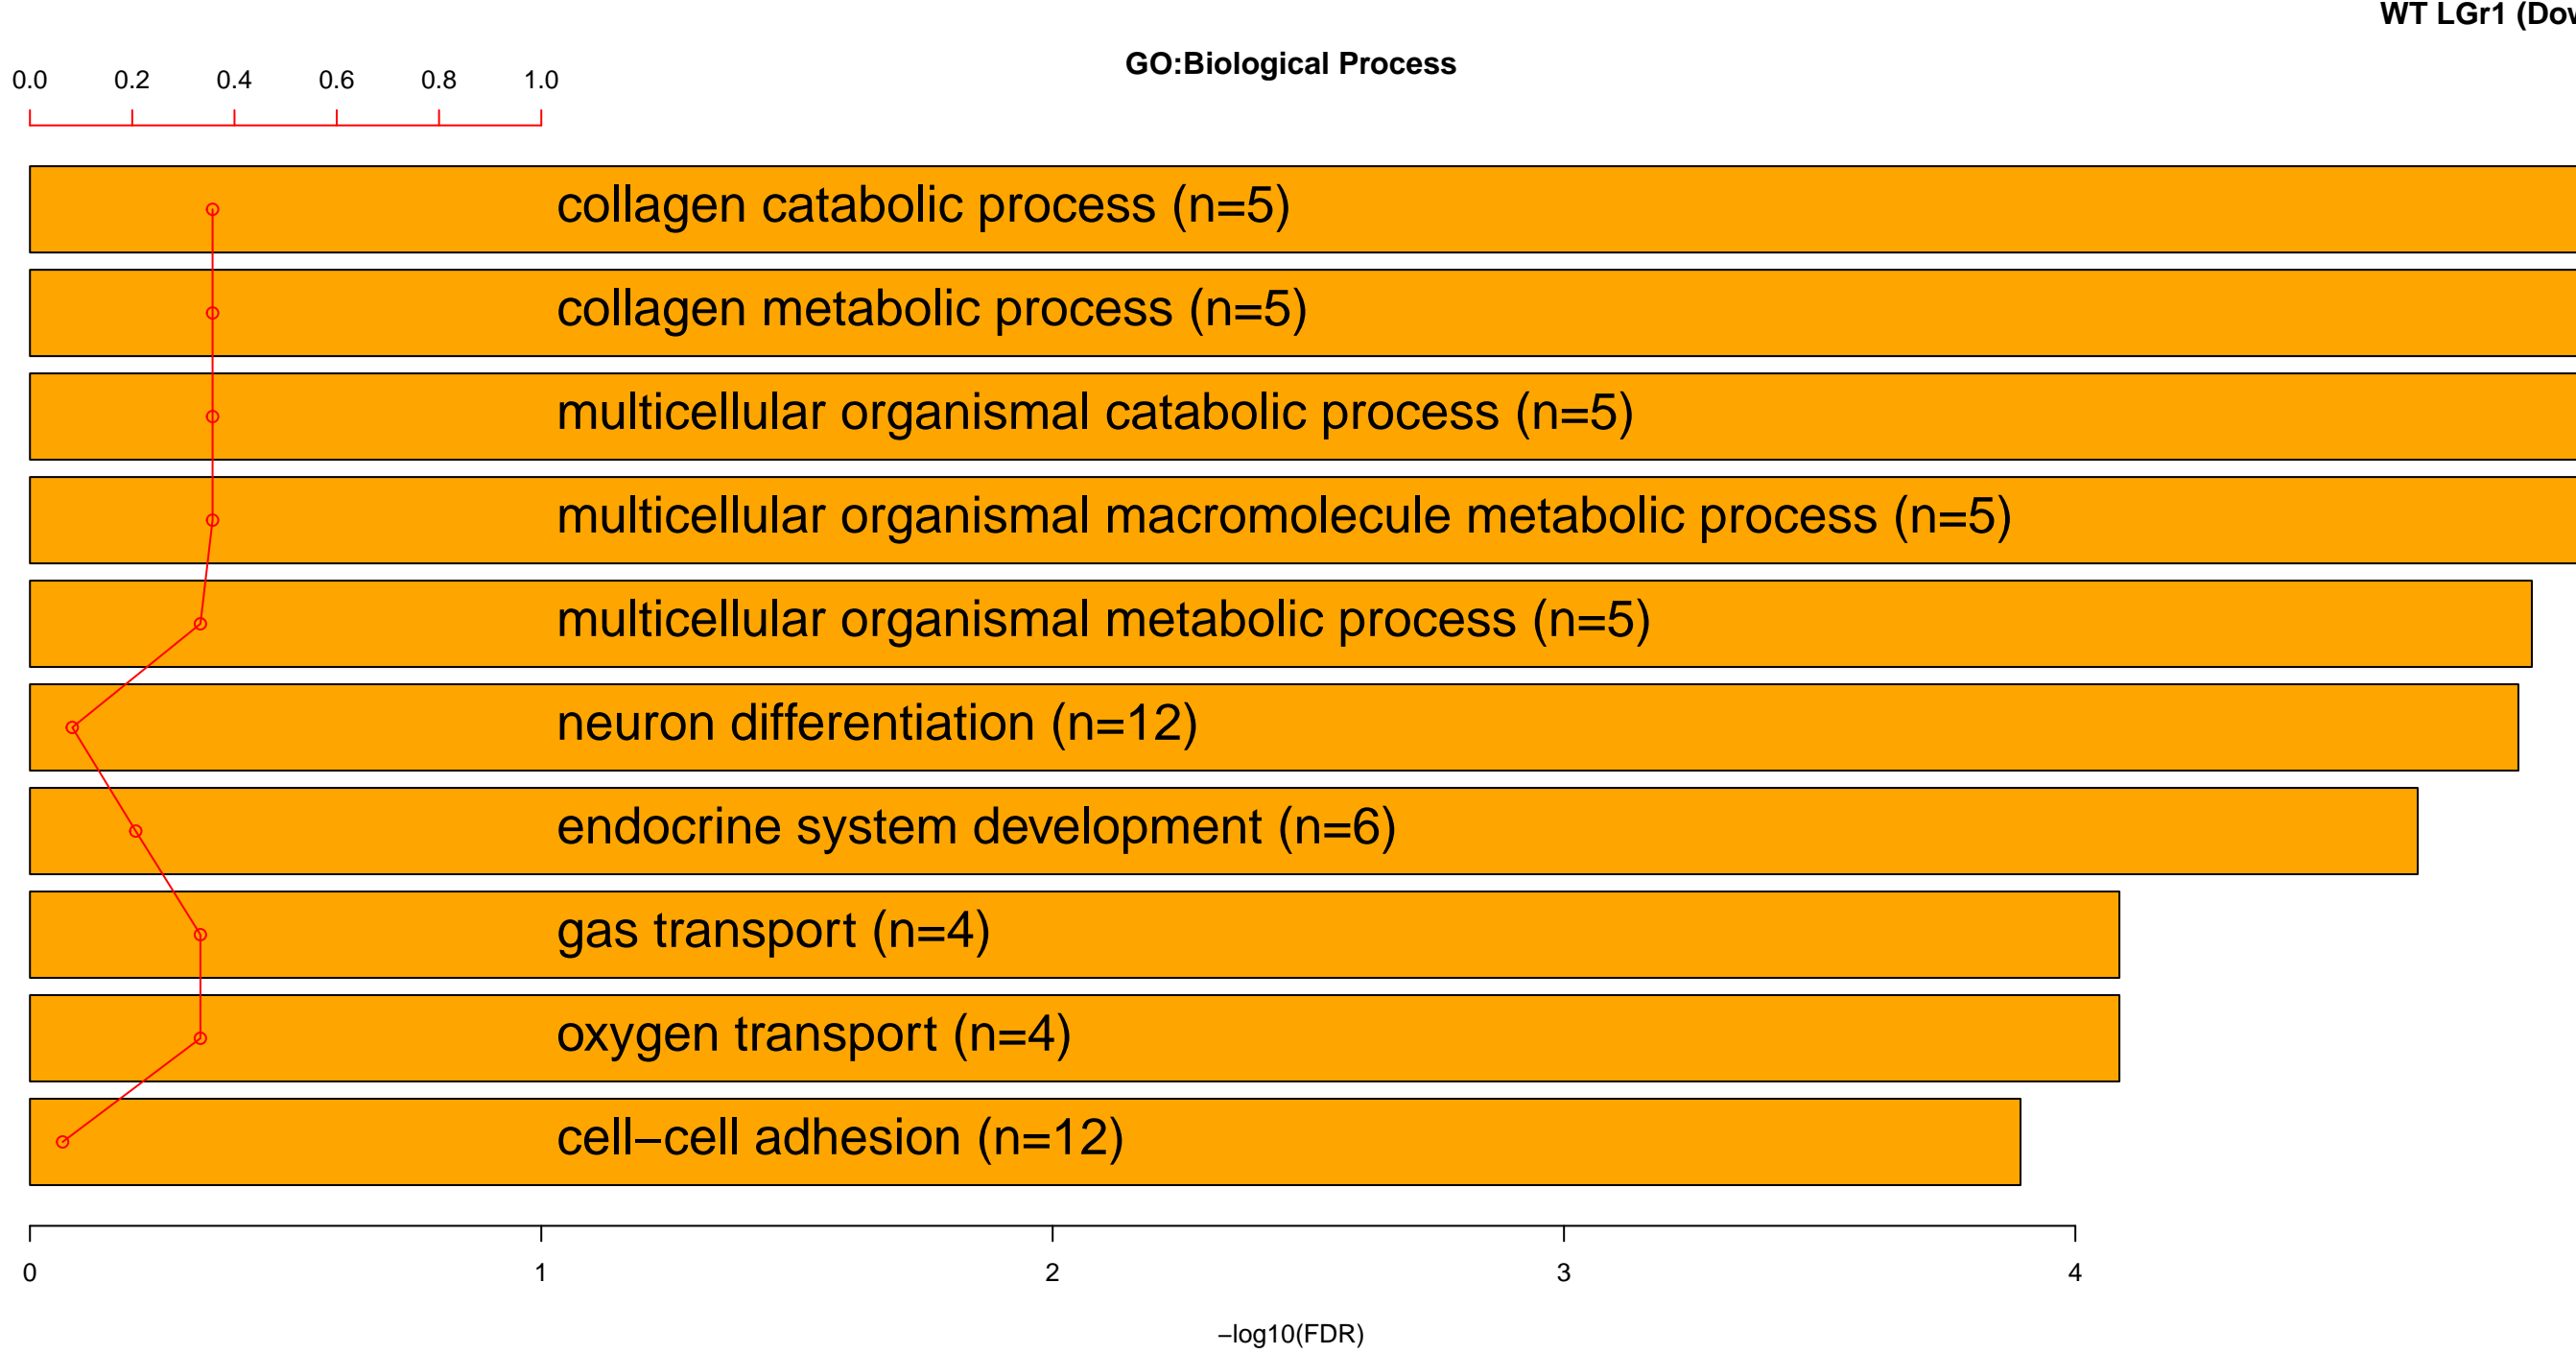 WT LGr1 (Dov
GO:Biological Process
0.0 0.2 0.4 0.6 0.8 1.0
collagen catabolic process (n=5)
collagen metabolic process (n=5)
multicellular organismal catabolic process (n=5)
multicellular organismal macromolecule metabolic process (n=5)
multicellular organismal metabolic process (n=5)
neuron differentiation (n=12)
endocrine system development (n=6)
gas transport (n=4)
oxygen transport (n=4)
cell−cell adhesion (n=12)
0 1 2 3 4
−log10(FDR)